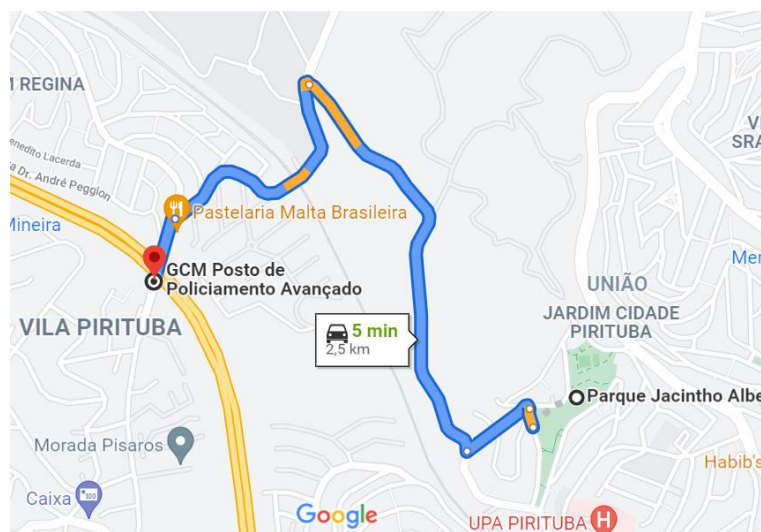 M REGINA
Benedito Lacerda
Dr. André Peggion
Mineira
Pastelaria Malta Brasileira
GCM Posto de
Policiamento Avançado
VILA PIRITUBA
5 min
2,5 km
UNIÃO
JARDIM CIDADE
PIRITUBA
VI
SRA
Mer
Parque Jacintho Albe
Morada Pisaros
Caixa
Habib's
Google
UPA PIRITUBA
H